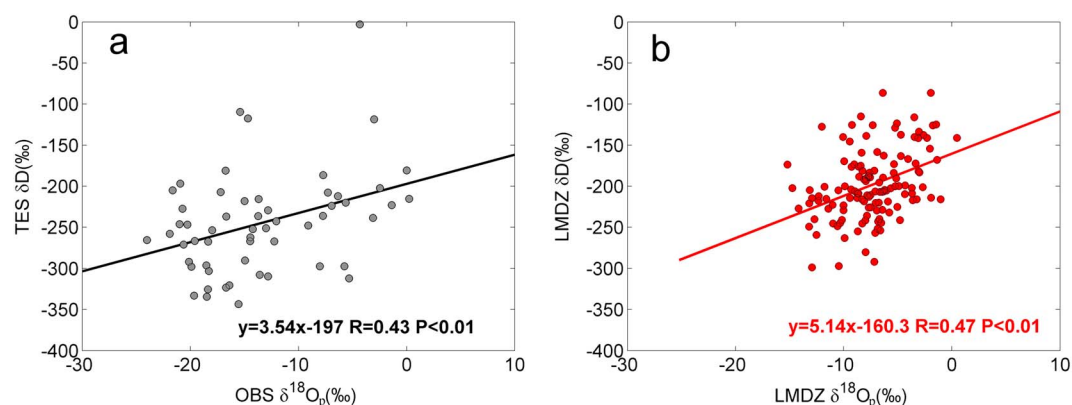 a
0
-50
-100
-150
-200
-250
-300
-350
-400
TES δD(‰)
y=3.54x-197 R=0.43 P<0.01
-30 -20 -10 0 10
OBS δ¹⁸Oₚ(‰)
b
0
-50
-100
-150
-200
-250
-300
-350
-400
LMDZ δD(‰)
y=5.14x-160.3 R=0.47 P<0.01
-20 -10 0 10
LMDZ δ¹⁸Oₚ(‰)